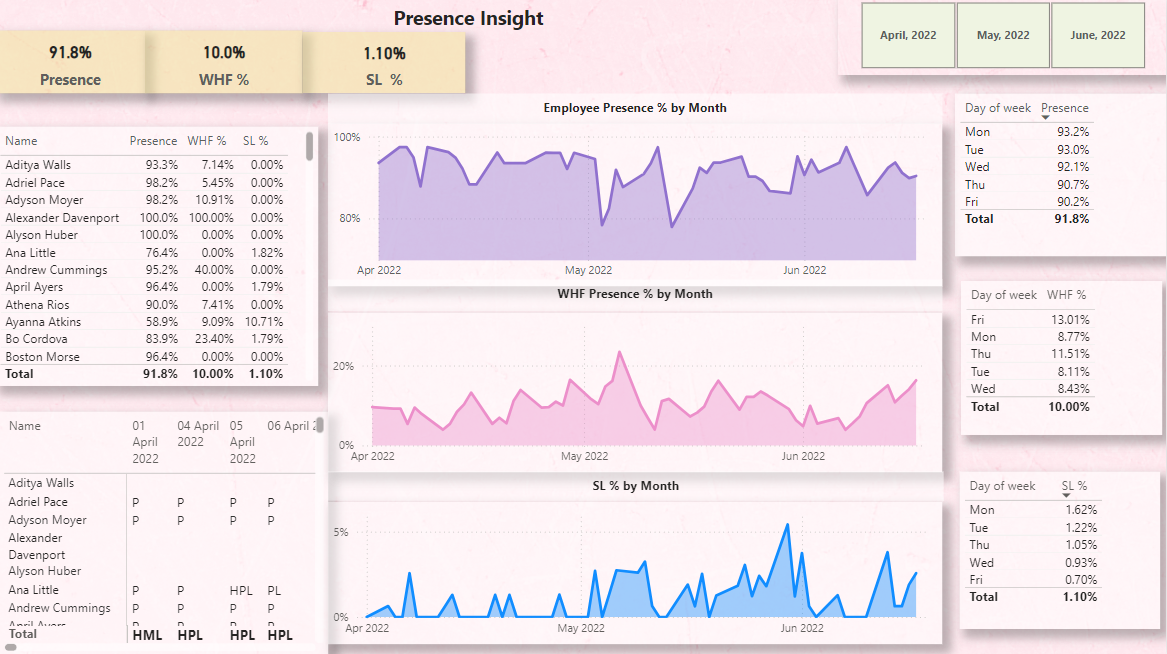 Presence Insight
91.8%
Presence
10.0%
WHF %
1.10%
SL  %
April, 2022
May, 2022
June, 2022
Name Presence WHF % SL %
Aditya Walls 93.3% 7.14% 0.00%
Adriel Pace 98.2% 5.45% 0.00%
Adyson Moyer 98.2% 10.91% 0.00%
Alexander Davenport 100.0% 100.00% 0.00%
Alyson Huber 100.0% 0.00% 0.00%
Ana Little 76.4% 0.00% 1.82%
Andrew Cummings 95.2% 40.00% 0.00%
April Ayers 96.4% 0.00% 1.79%
Athena Rios 90.0% 7.41% 0.00%
Ayanna Atkins 58.9% 9.09% 10.71%
Bo Cordova 83.9% 23.40% 1.79%
Boston Morse 96.4% 0.00% 0.00%
Total 91.8% 10.00% 1.10%
Name 01 April 2022 04 April 2022 05 April 2022 06 April 2
Aditya Walls
Adriel Pace P P P P
Adyson Moyer P P P P
Alexander
Davenport
Alyson Huber
Ana Little P P HPL PL
Andrew Cummings P P P P
April Ayers P P P P
Total HML HPL HPL HPL
Employee Presence % by Month
100%
80%
Apr 2022 May 2022 Jun 2022
WHF Presence % by Month
20%
0%
Apr 2022 May 2022 Jun 2022
SL % by Month
5%
0%
Apr 2022 May 2022 Jun 2022
Day of week Presence
Mon 93.2%
Tue 93.0%
Wed 92.1%
Thu 90.7%
Fri 90.2%
Total 91.8%
Day of week WHF %
Fri 13.01%
Mon 8.77%
Thu 11.51%
Tue 8.11%
Wed 8.43%
Total 10.00%
Day of week SL %
Mon 1.62%
Tue 1.22%
Thu 1.05%
Wed 0.93%
Fri 0.70%
Total 1.10%